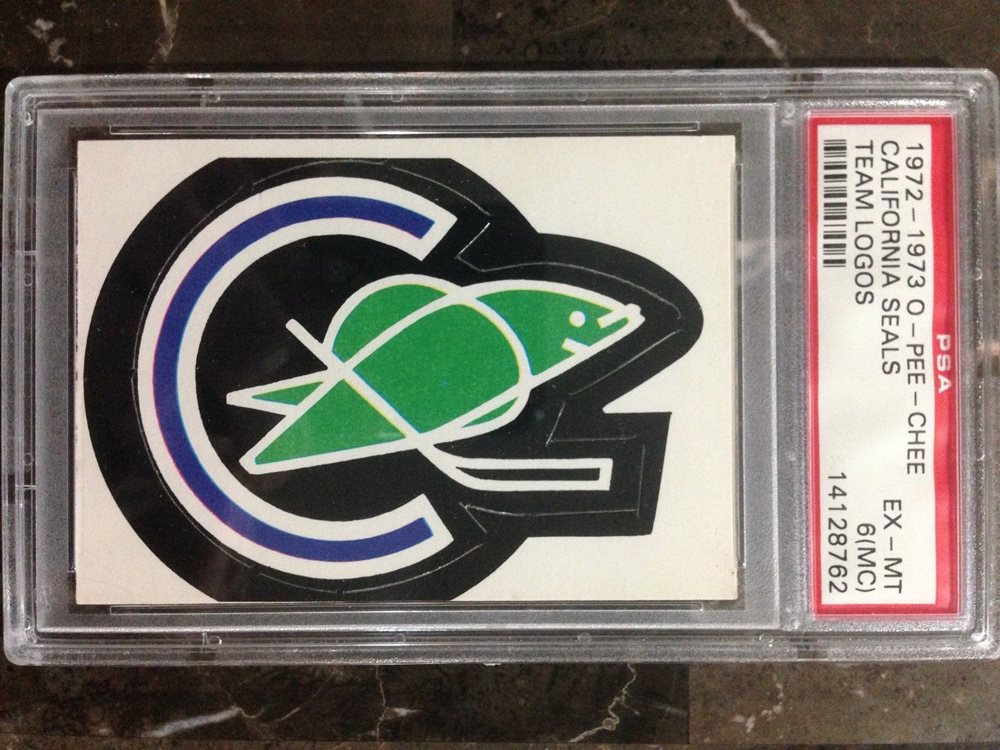 PSA
1972-1973 O-PEE-CHEE EX-MT
CALIFORNIA SEALS 6(MC)
TEAM LOGOS 14128762